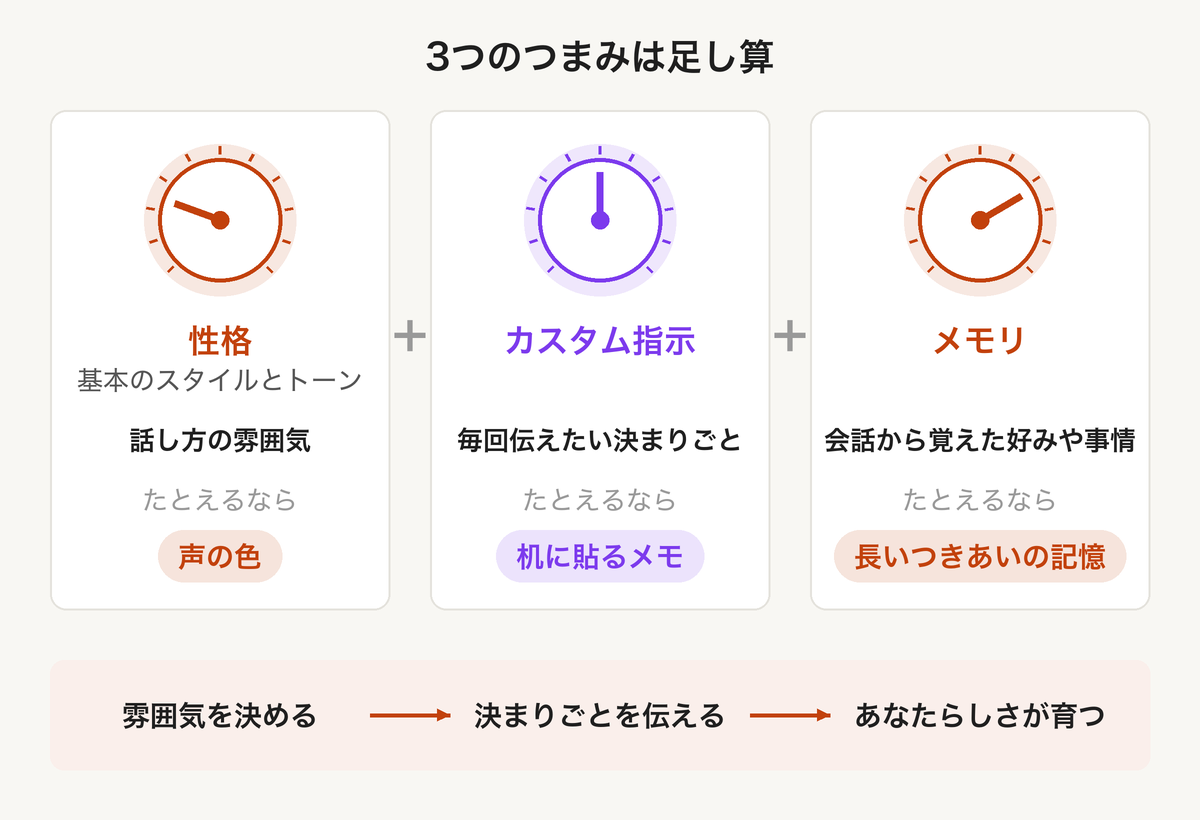 3つのつまみは足し算
性格
基本のスタイルとトーン
話し方の雰囲気
たとえるなら
声の色
+
カスタム指示
毎回伝えたい決まりごと
たとえるなら
机に貼るメモ
+
メモリ
会話から覚えた好みや事情
たとえるなら
長いつきあいの記憶
雰囲気を決める
決まりごとを伝える
あなたらしさが育つ